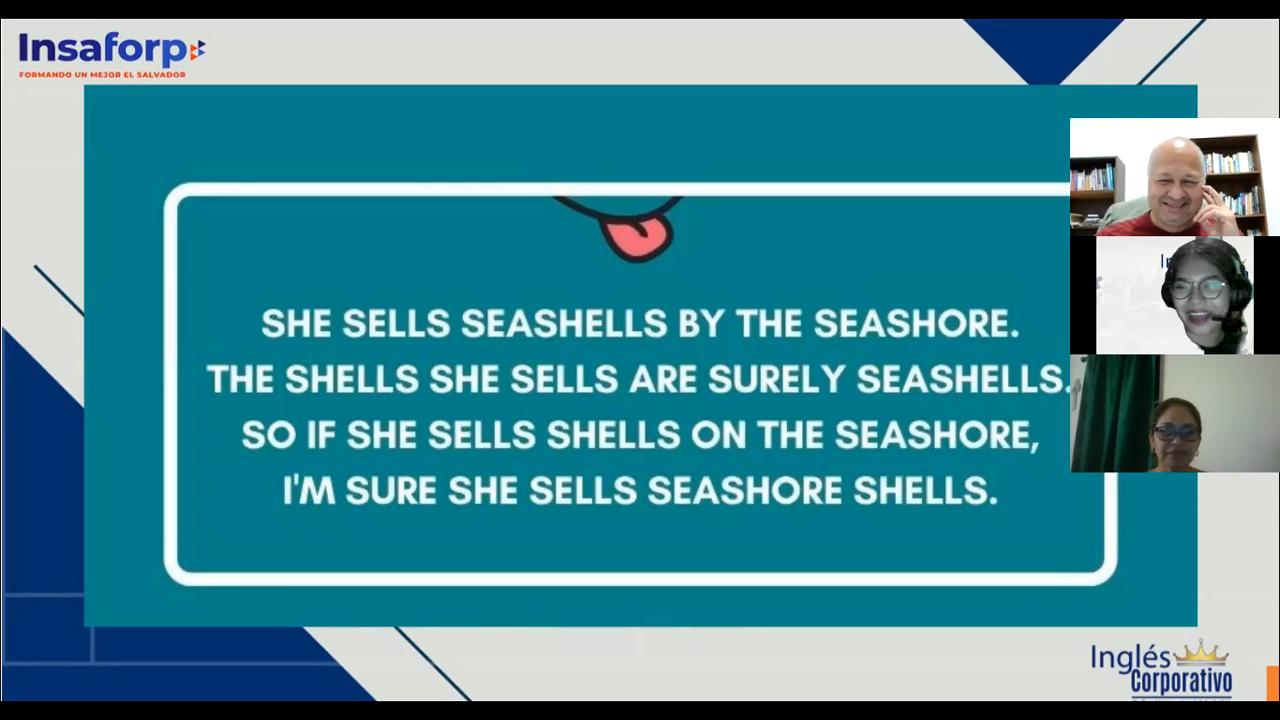 Insaforp
FORMANDO UN MEJOR EL SALVADOR
SHE SELLS SEASHELLS BY THE SEASHORE.
THE SHELLS SHE SELLS ARE SURELY SEASHELLS.
SO IF SHE SELLS SHELLS ON THE SEASHORE,
I'M SURE SHE SELLS SEASHORE SHELLS.
Inglés
Corporativo